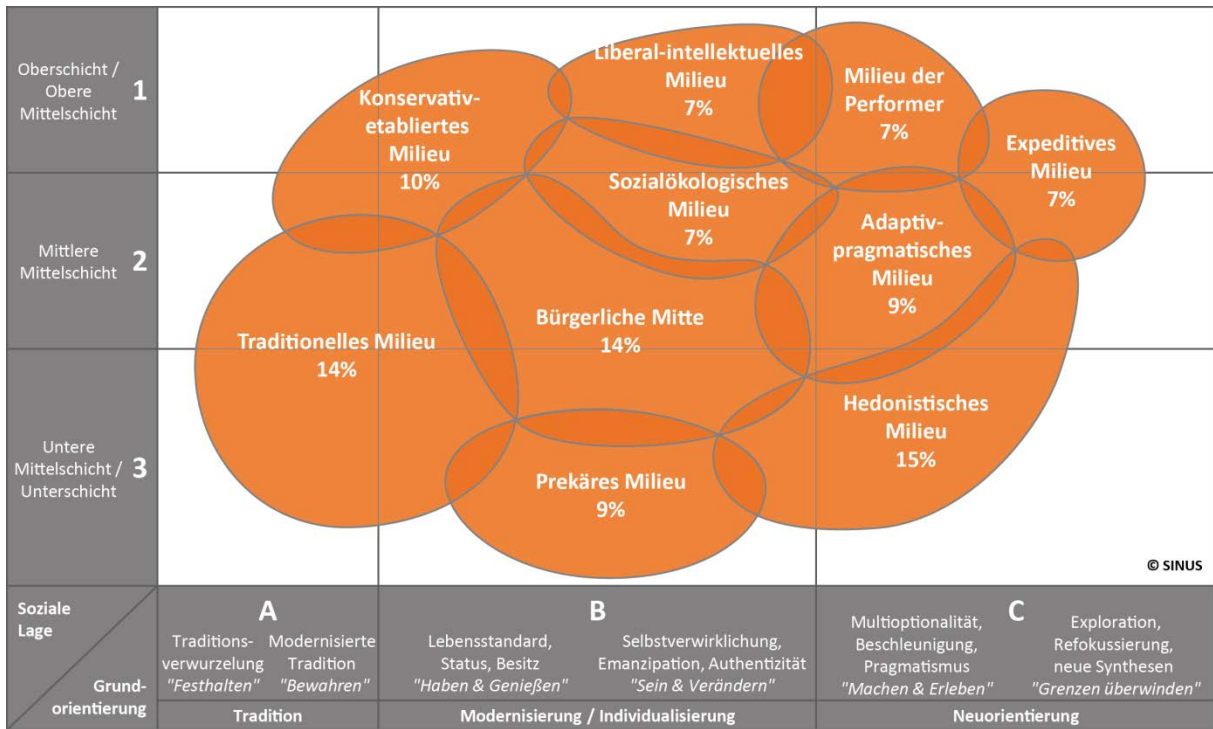 Oberschicht /
Obere
Mittelschicht
1
Mittlere
Mittelschicht
2
Untere
Mittelschicht /
Unterschicht
3
Konservativ-
etabliertes
Milieu
10%
Liberal-intellektuelles
Milieu
7%
Milieu der
Performer
7%
Expeditives
Milieu
7%
Sozialökologisches
Milieu
7%
Adaptiv-
pragmatisches
Milieu
9%
Traditionelles Milieu
14%
Bürgerliche Mitte
14%
Hedonistisches
Milieu
15%
Prekäres Milieu
9%
© SINUS
Soziale
Lage
Grund-
orientierung
A
Traditions-
verwurzelung
"Festhalten"
Modernisierte
Tradition
"Bewahren"
Tradition
B
Lebensstandard,
Status, Besitz
"Haben & Genießen"
Selbstverwirklichung,
Emanzipation, Authentizität
"Sein & Verändern"
Modernisierung / Individualisierung
C
Multioptionalität,
Beschleunigung,
Pragmatismus
"Machen & Erleben"
Exploration,
Refokussierung,
neue Synthesen
"Grenzen überwinden"
Neuorientierung